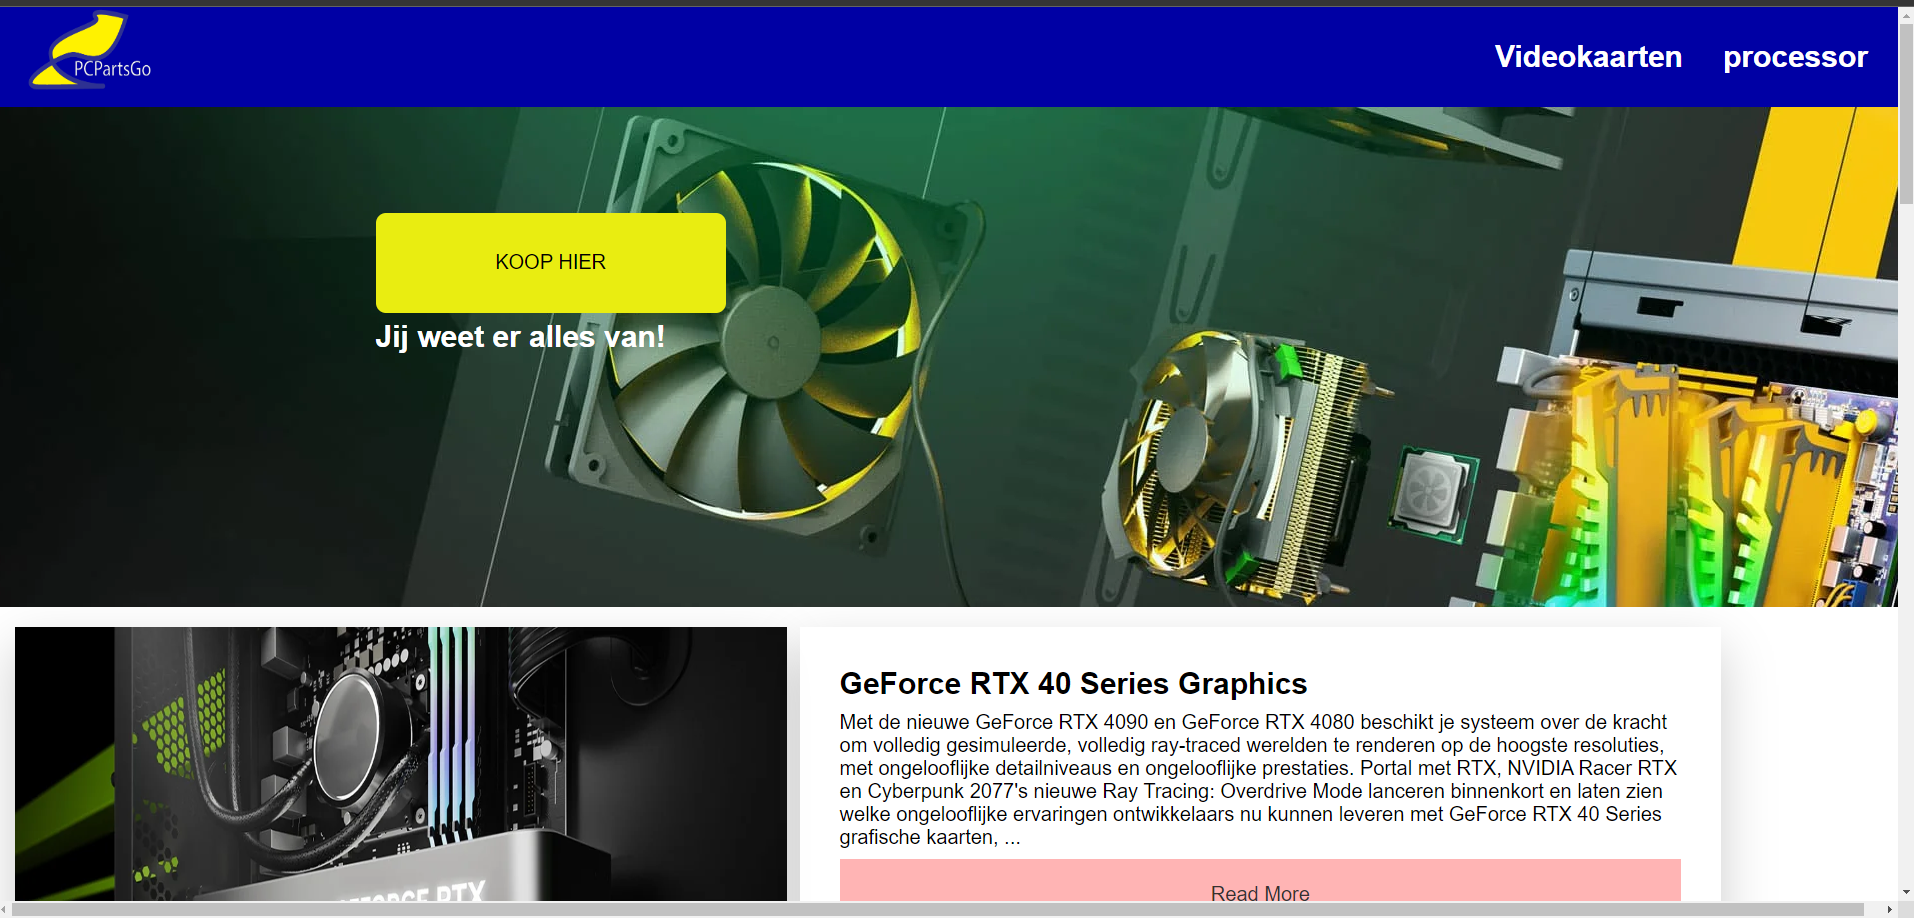 PCPartsGo
Videokaarten processor
KOOP HIER
Jij weet er alles van!
GeForce RTX 40 Series Graphics
Met de nieuwe GeForce RTX 4090 en GeForce RTX 4080 beschikt je systeem over de kracht
om volledig gesimuleerde, volledig ray-traced werelden te renderen op de hoogste resoluties,
met ongelooflijke detailniveaus en ongelooflijke prestaties. Portal met RTX, NVIDIA Racer RTX
en Cyberpunk 2077's nieuwe Ray Tracing: Overdrive Mode lanceren binnenkort en laten zien
welke ongelooflijke ervaringen ontwikkelaars nu kunnen leveren met GeForce RTX 40 Series
grafische kaarten, ...
Read More
GEFORCE RTX